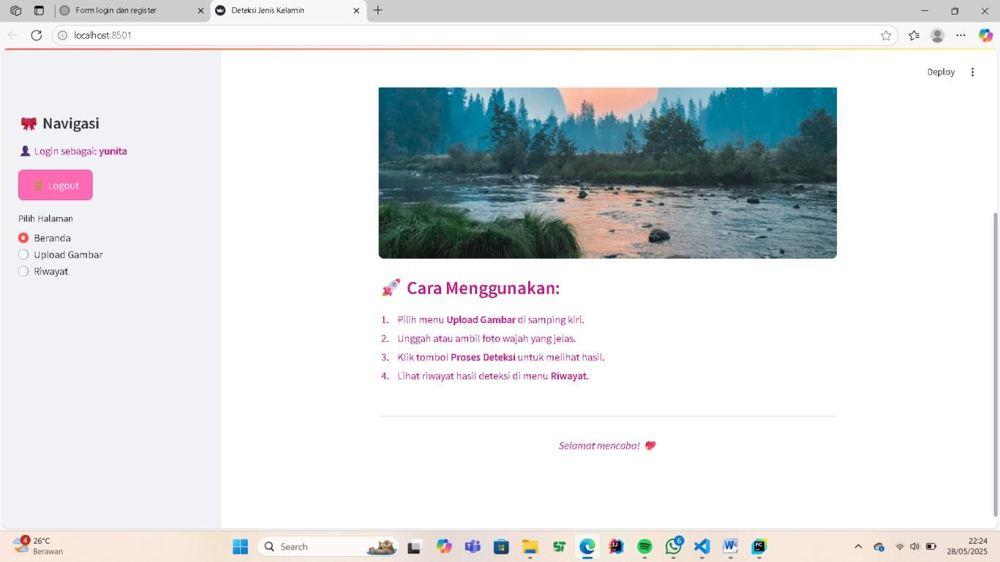 Form login dan register
Deteksi Jenis Kelamin
localhost:8501
Deploy
Navigasi
Login sebagai: yunita
Logout
Pilih Halaman
Beranda
Upload Gambar
Riwayat
Cara Menggunakan:
1. Pilih menu Upload Gambar di samping kiri.
2. Unggah atau ambil foto wajah yang jelas.
3. Klik tombol Proses Deteksi untuk melihat hasil.
4. Lihat riwayat hasil deteksi di menu Riwayat.
Selamat mencoba!
4
26°C
Berawan
Search
ST
IJ
6
W
PC
22:24
28/05/2025